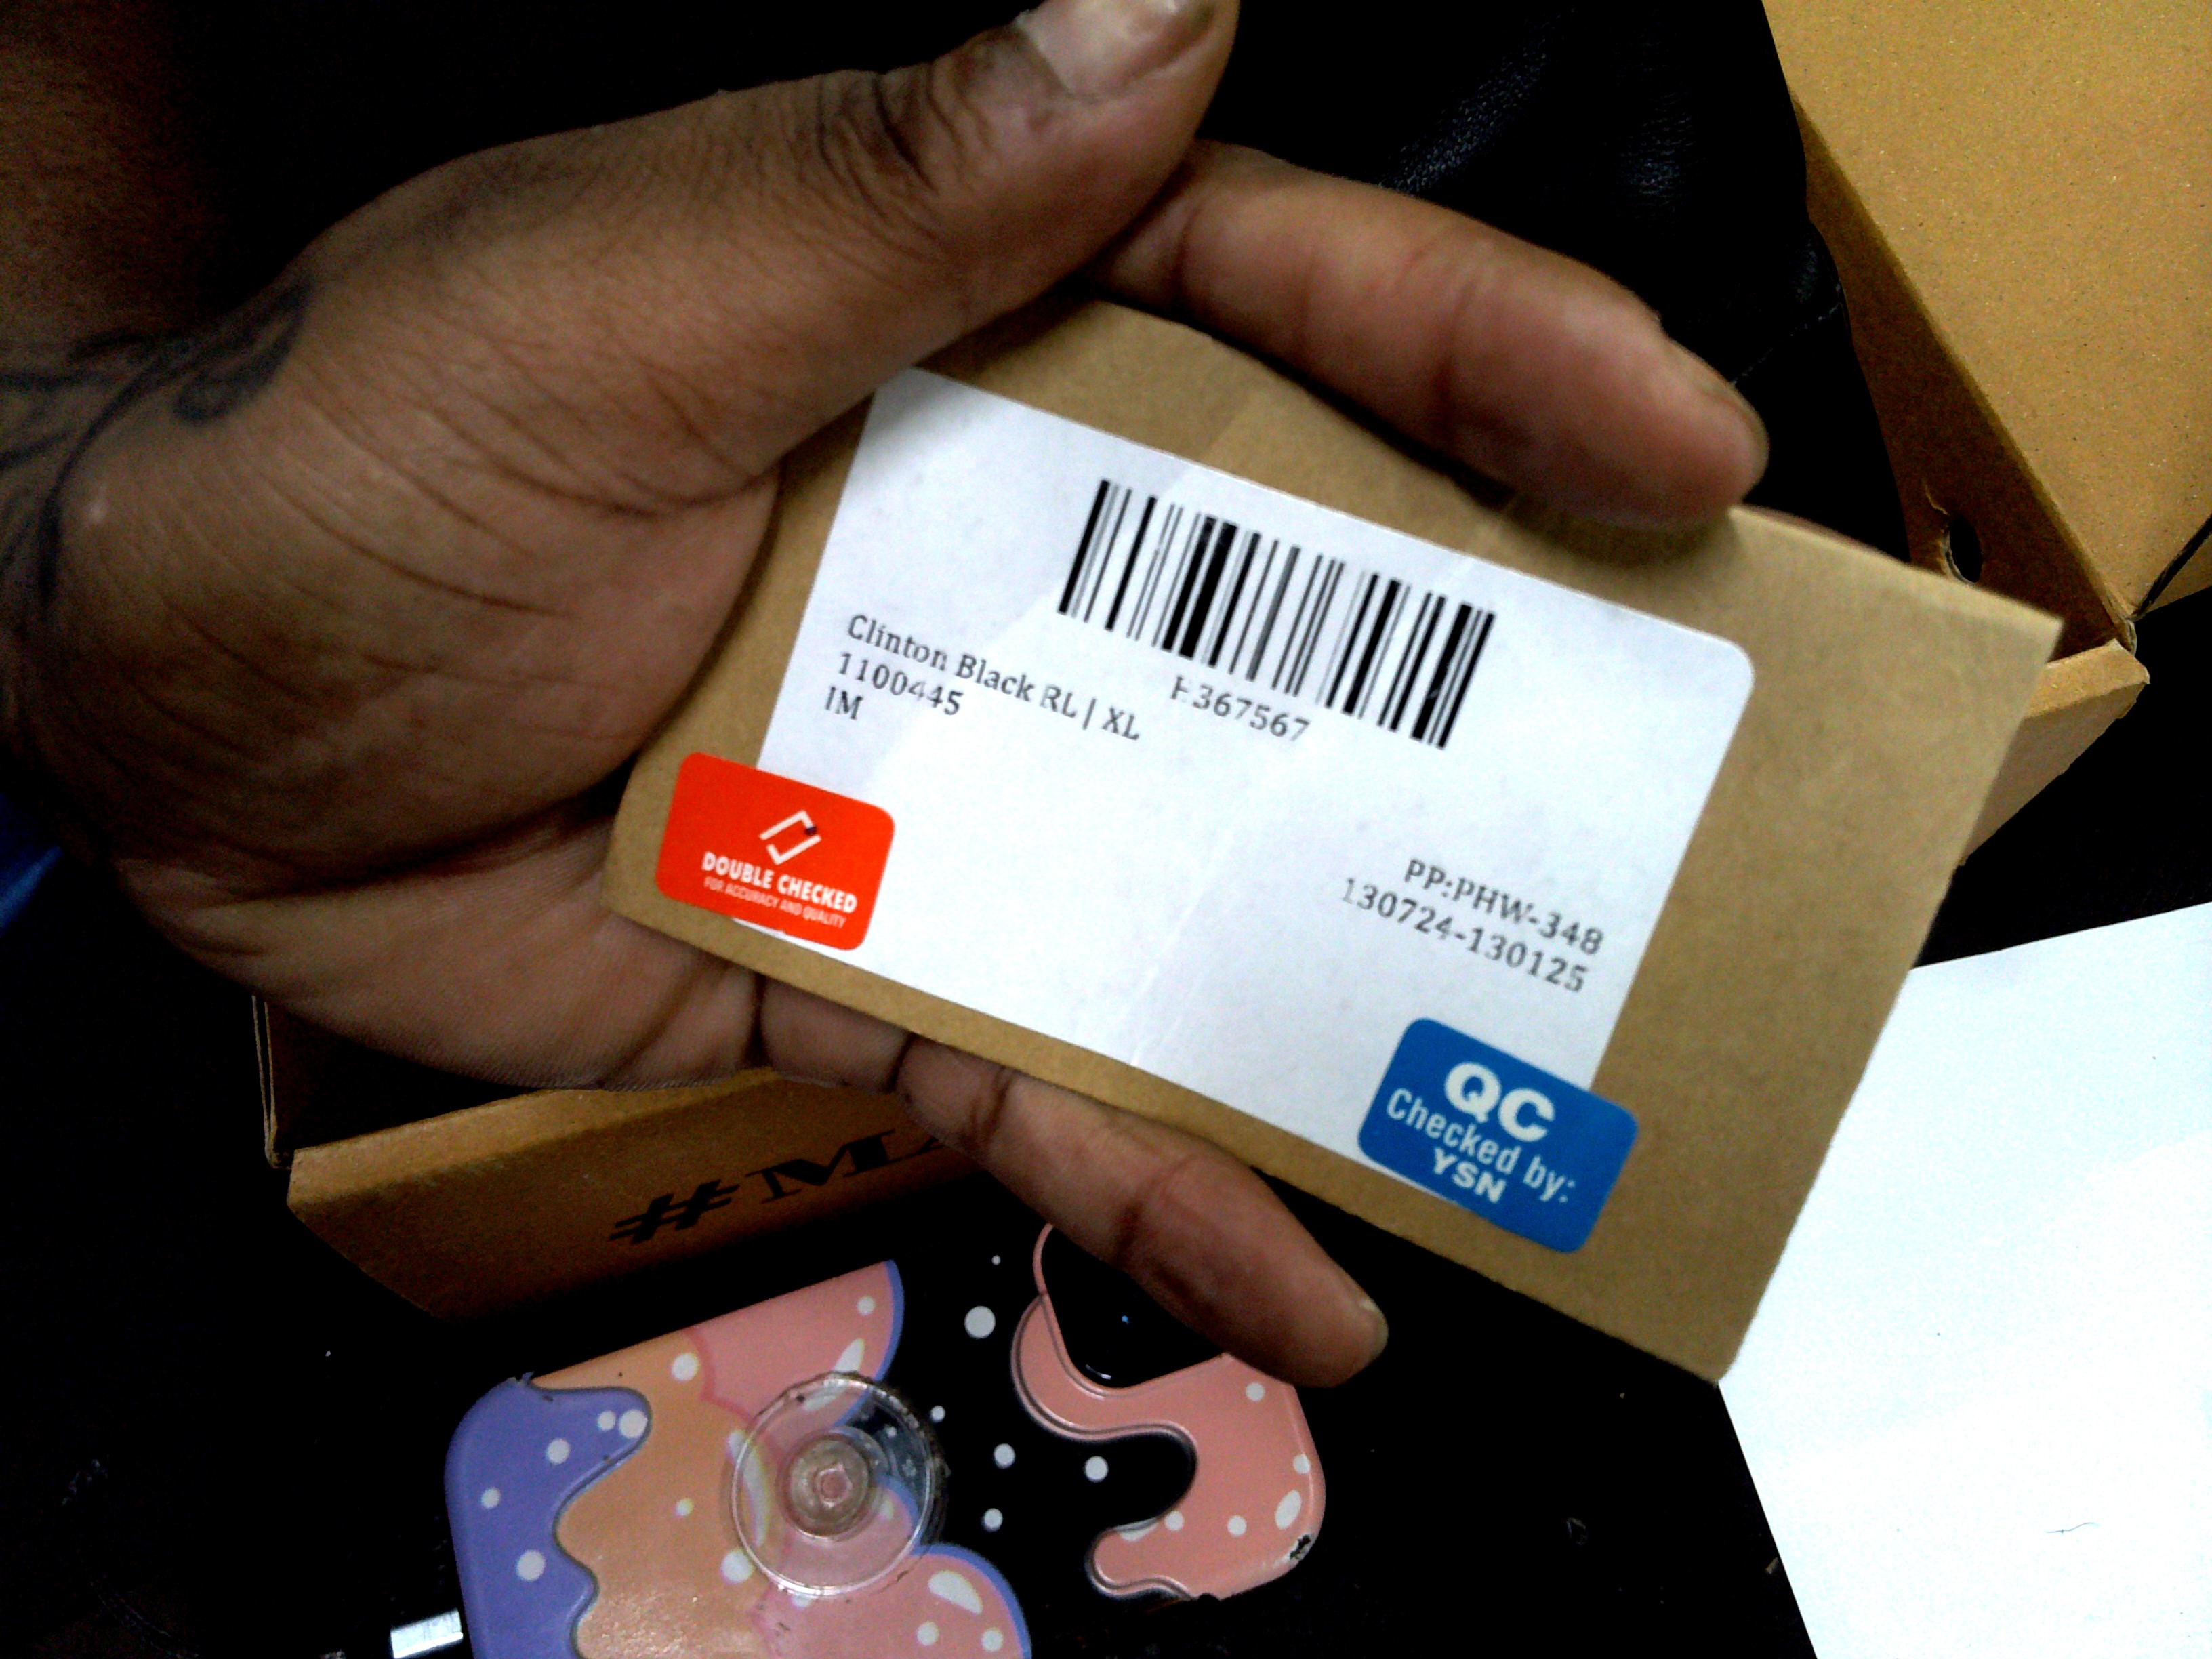 H367567
Clinton Black RL | XL
1100445
IM
PP:PHW-348
130724-130125
DOUBLE CHECKED
FOR ACCURACY AND QUALITY
QC
Checked by:
YSN